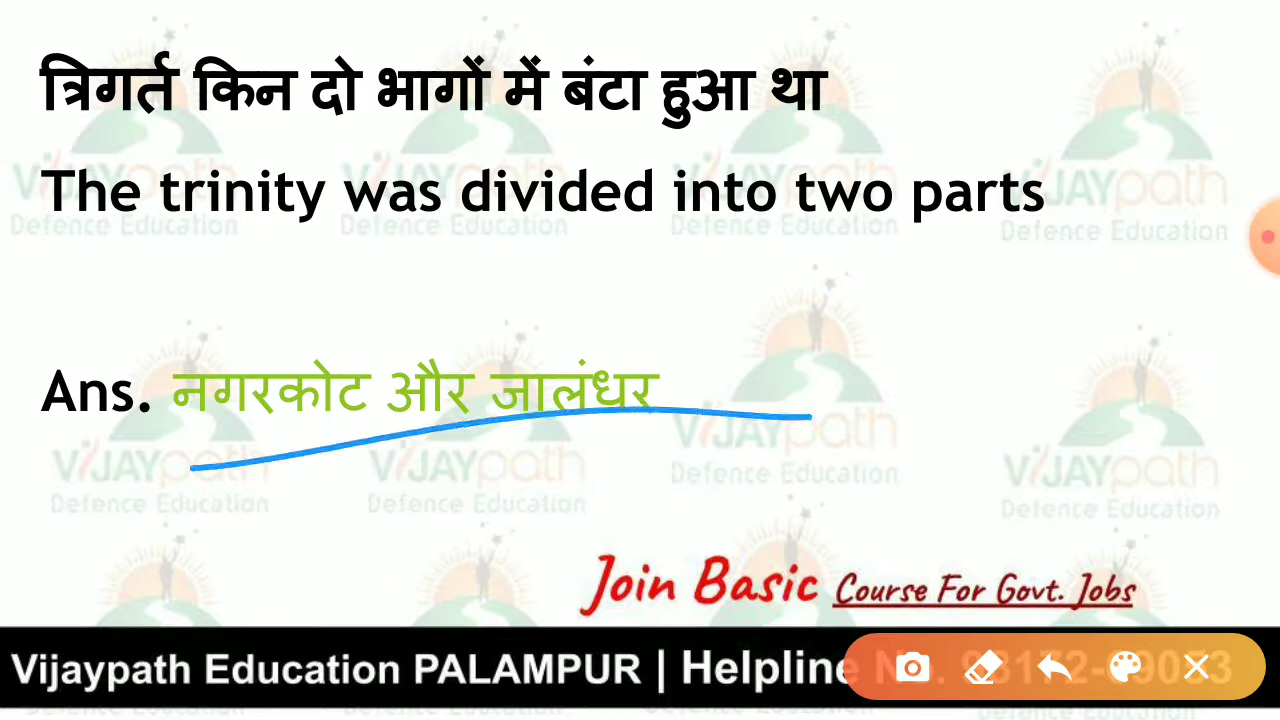 त्रिगर्त किन दो भागों में बंटा हुआ था
The trinity was divided into two parts
Ans. नगरकोट और जालंधर
Join Basic Course For Govt. Jobs
Vijaypath Education PALAMPUR | Helpline